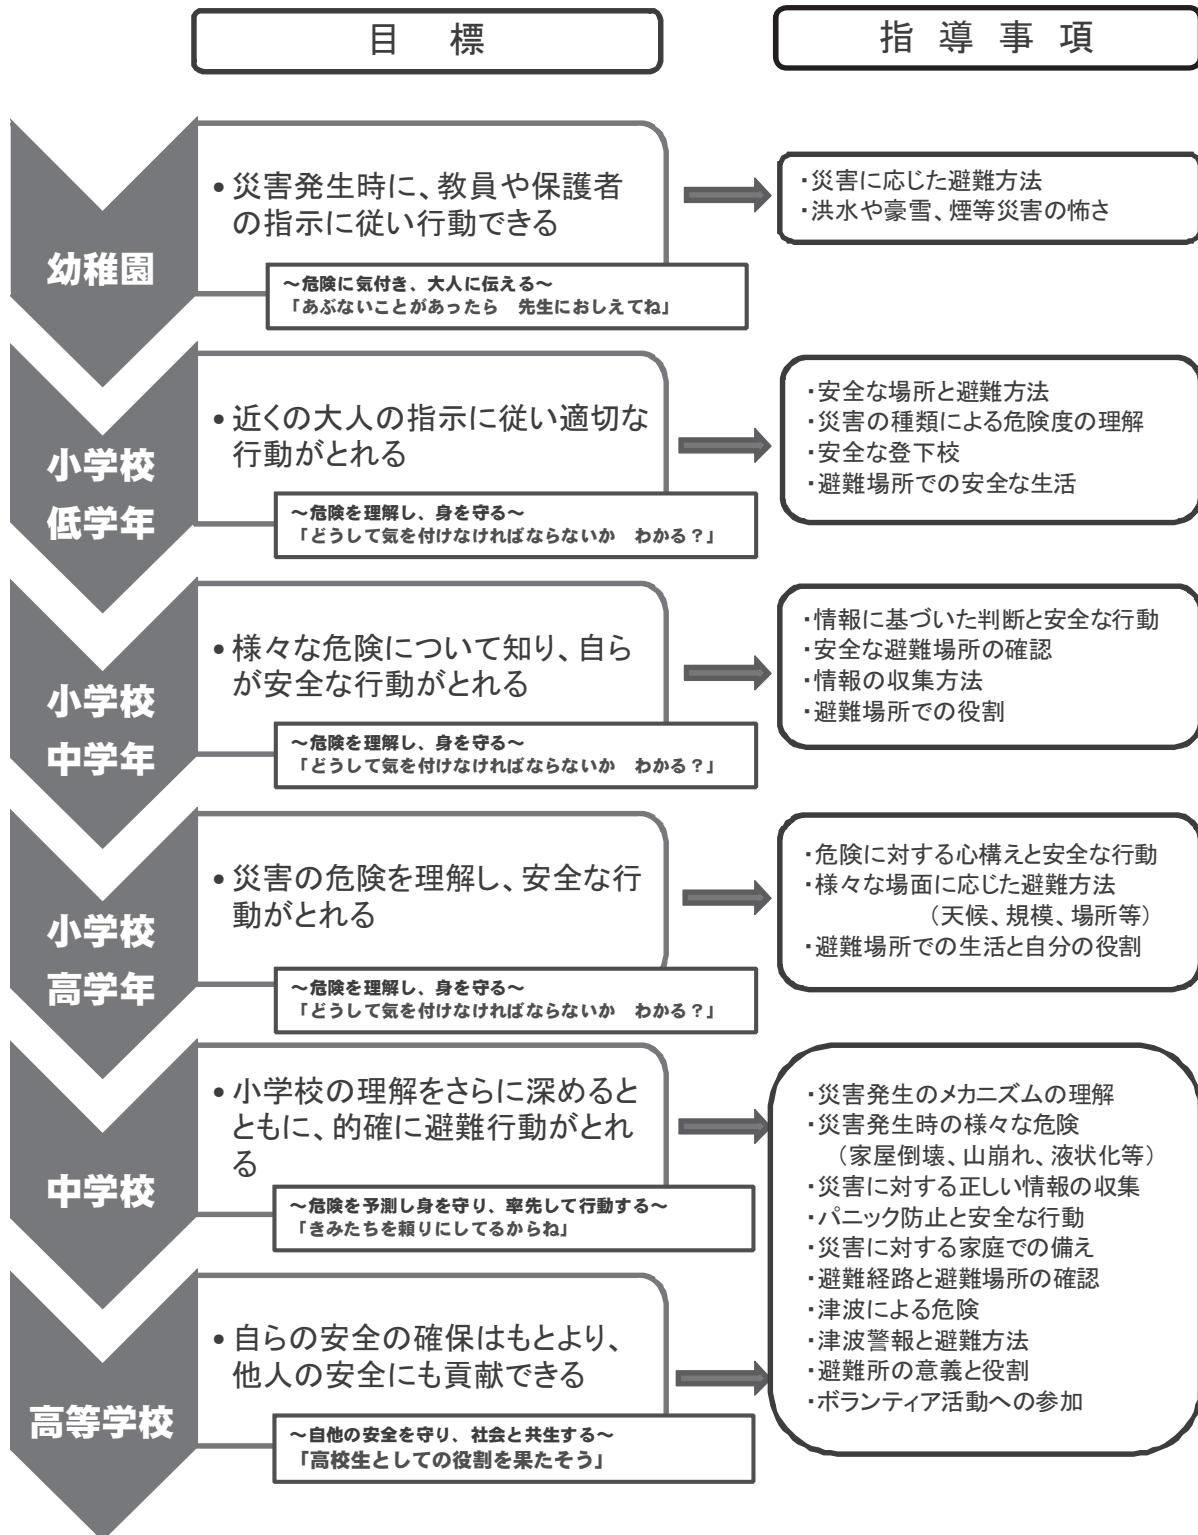 目　標
指 導 事 項
幼稚園
• 災害発生時に、教員や保護者
の指示に従い行動できる
～危険に気付き、大人に伝える～
「あぶないことがあったら　先生におしえてね」
・災害に応じた避難方法
・洪水や豪雪、煙等災害の怖さ
小学校
低学年
• 近くの大人の指示に従い適切な
行動がとれる
～危険を理解し、身を守る～
「どうして気を付けなければならないか　わかる？」
・安全な場所と避難方法
・災害の種類による危険度の理解
・安全な登下校
・避難場所での安全な生活
小学校
中学年
• 様々な危険について知り、自ら
が安全な行動がとれる
～危険を理解し、身を守る～
「どうして気を付けなければならないか　わかる？」
・情報に基づいた判断と安全な行動
・安全な避難場所の確認
・情報の収集方法
・避難場所での役割
小学校
高学年
• 災害の危険を理解し、安全な行
動がとれる
～危険を理解し、身を守る～
「どうして気を付けなければならないか　わかる？」
・危険に対する心構えと安全な行動
・様々な場面に応じた避難方法
（天候、規模、場所等）
・避難場所での生活と自分の役割
中学校
• 小学校の理解をさらに深めると
ともに、的確に避難行動がとれ
る
～危険を予測し身を守り、率先して行動する～
「きみたちを頼りにしてるからね」
高等学校
• 自らの安全の確保はもとより、
他人の安全にも貢献できる
～自他の安全を守り、社会と共生する～
「高校生としての役割を果たそう」
・災害発生のメカニズムの理解
・災害発生時の様々な危険
（家屋倒壊、山崩れ、液状化等）
・災害に対する正しい情報の収集
・パニック防止と安全な行動
・災害に対する家庭での備え
・避難経路と避難場所の確認
・津波による危険
・津波警報と避難方法
・避難所の意義と役割
・ボランティア活動への参加